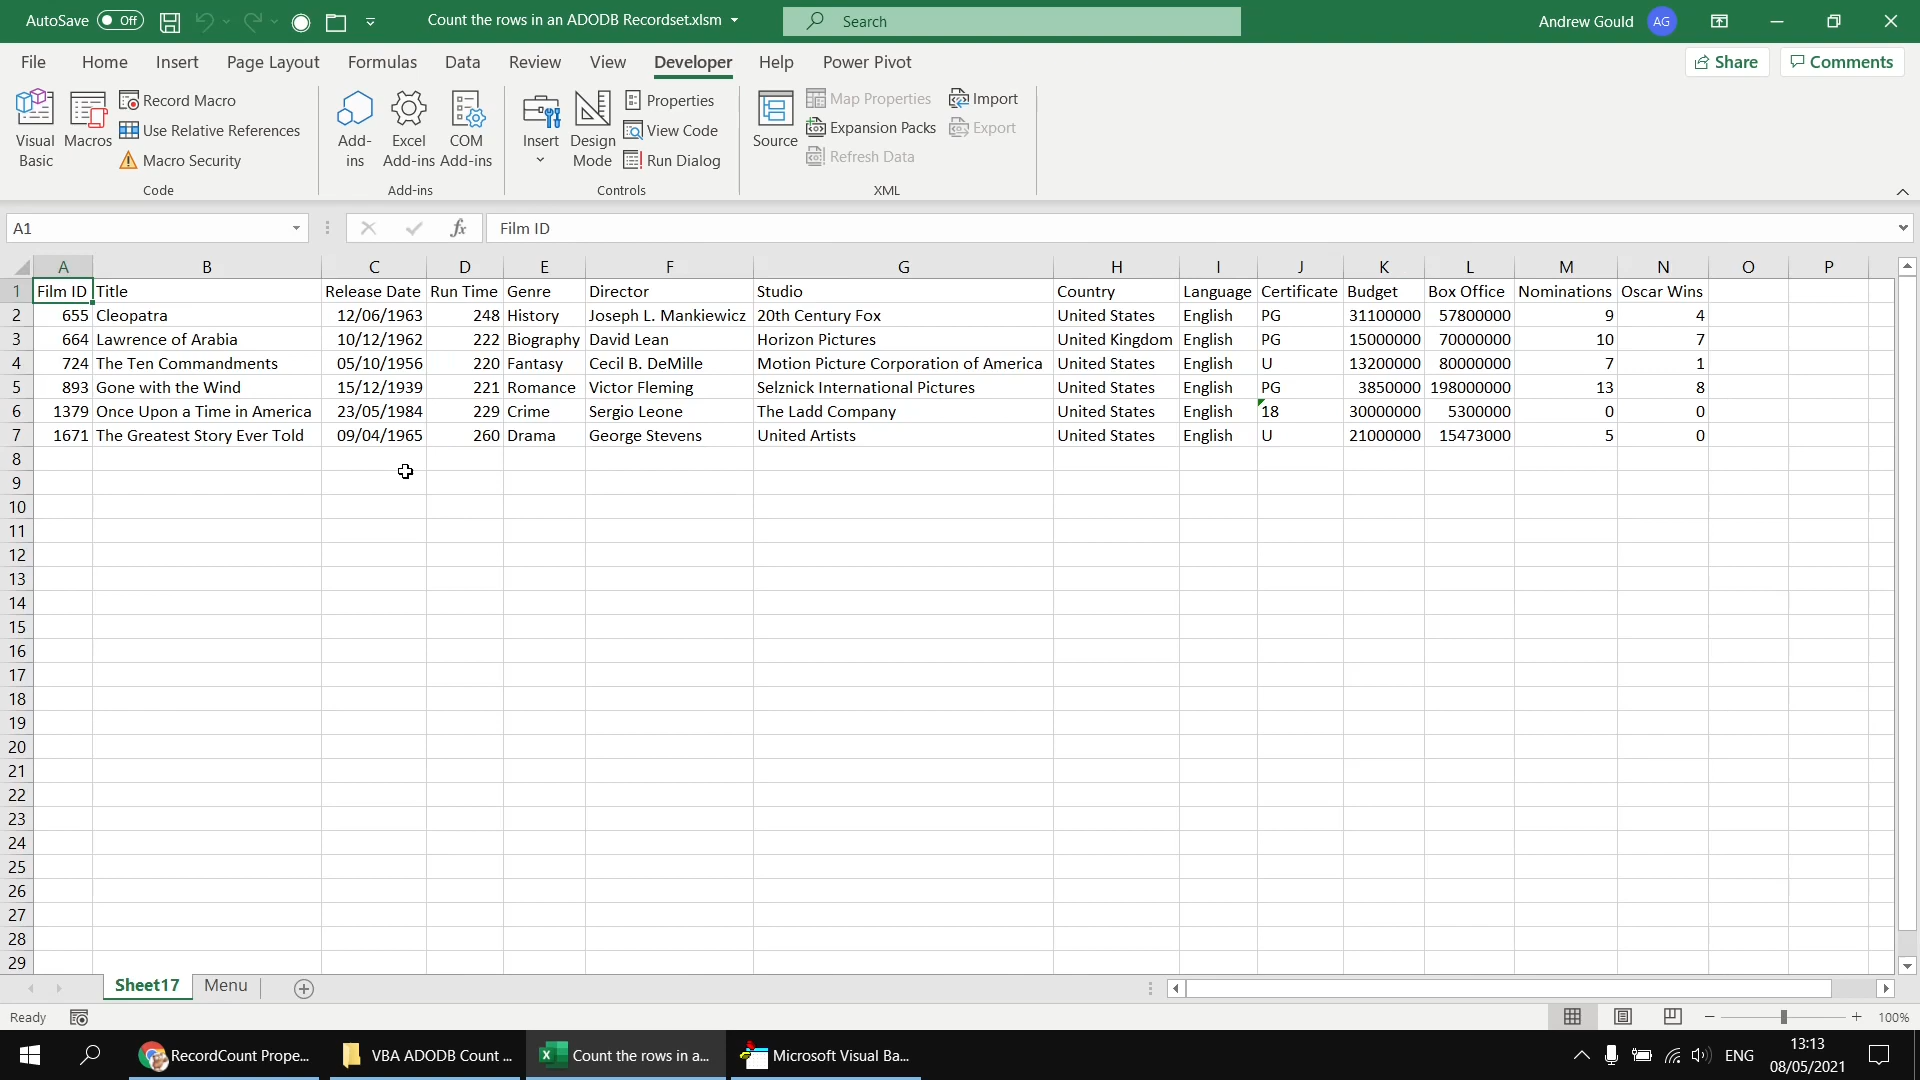 AutoSave Off Count the rows in an ADODB Recordset.xlsm Search Andrew Gould AG
File Home Insert Page Layout Formulas Data Review View Developer Help Power Pivot Share Comments
Visual Basic Macros Record Macro Use Relative References Macro Security
Add-ins Excel Add-ins COM Add-ins
Insert Design Mode Properties View Code Run Dialog
Source Map Properties Expansion Packs Refresh Data Import Export
Code Add-ins Controls XML
A1 fx Film ID
A B C D E F G H I J K L M N O P
1 Film ID Title Release Date Run Time Genre Director Studio Country Language Certificate Budget Box Office Nominations Oscar Wins
2 655 Cleopatra 12/06/1963 248 History Joseph L. Mankiewicz 20th Century Fox United States English PG 31100000 57800000 9 4
3 664 Lawrence of Arabia 10/12/1962 222 Biography David Lean Horizon Pictures United Kingdom English PG 15000000 70000000 10 7
4 724 The Ten Commandments 05/10/1956 220 Fantasy Cecil B. DeMille Motion Picture Corporation of America United States English U 13200000 80000000 7 1
5 893 Gone with the Wind 15/12/1939 221 Romance Victor Fleming Selznick International Pictures United States English PG 3850000 198000000 13 8
6 1379 Once Upon a Time in America 23/05/1984 229 Crime Sergio Leone The Ladd Company United States English 18 30000000 5300000 0 0
7 1671 The Greatest Story Ever Told 09/04/1965 260 Drama George Stevens United Artists United States English U 21000000 15473000 5 0
8
9
10
11
12
13
14
15
16
17
18
19
20
21
22
23
24
25
26
27
28
29
Sheet17 Menu
Ready 100%
RecordCount Prope... VBA ADODB Count ... Count the rows in a... Microsoft Visual Ba... ENG 13:13
08/05/2021